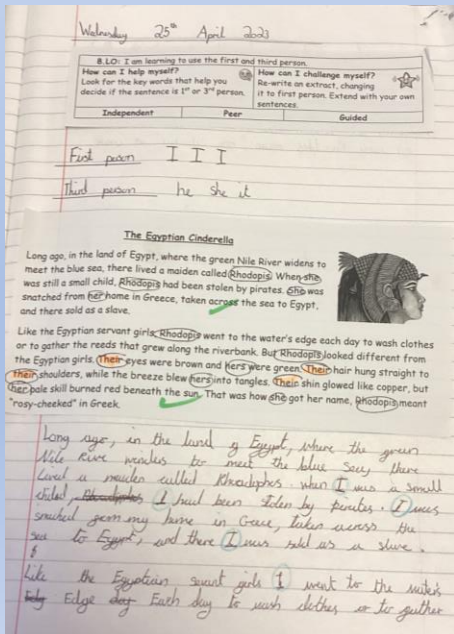 Wednesday 25th April 2023
8.LO: I am learning to use the first and third person.
How can I help myself?
Look for the key words that help you
decide if the sentence is 1st or 3rd person.
How can I challenge myself?
Re-write an extract, changing
it to first person. Extend with your own
sentences.
Independent Peer Guided
First person I I I
Third person he she it
The Egyptian Cinderella
Long ago, in the land of Egypt, where the green Nile River widens to
meet the blue sea, there lived a maiden called Rhodopis. When she
was still a small child, Rhodopis had been stolen by pirates. She was
snatched from her home in Greece, taken across the sea to Egypt,
and there sold as a slave.
Like the Egyptian servant girls, Rhodopis went to the water's edge each day to wash clothes
or to gather the reeds that grew along the riverbank. But Rhodopis looked different from
the Egyptian girls. Their eyes were brown and hers were green. Their hair hung straight to
their shoulders, while the breeze blew hers into tangles. Their shin glowed like copper, but
her pale skill burned red beneath the sun. That was how she got her name, Rhodopis meant
"rosy-cheeked" in Greek.
Long ago, in the land of Egypt, where the green
Nile River to meet the blue there
a maiden called when I was a small
I had been stolen by pirates. I was
from my home in taken across the
sea to Egypt, and there I was sold as a slave.
Like the Egyptian girls I went to the
Edge Each day to wash clothes or to gather